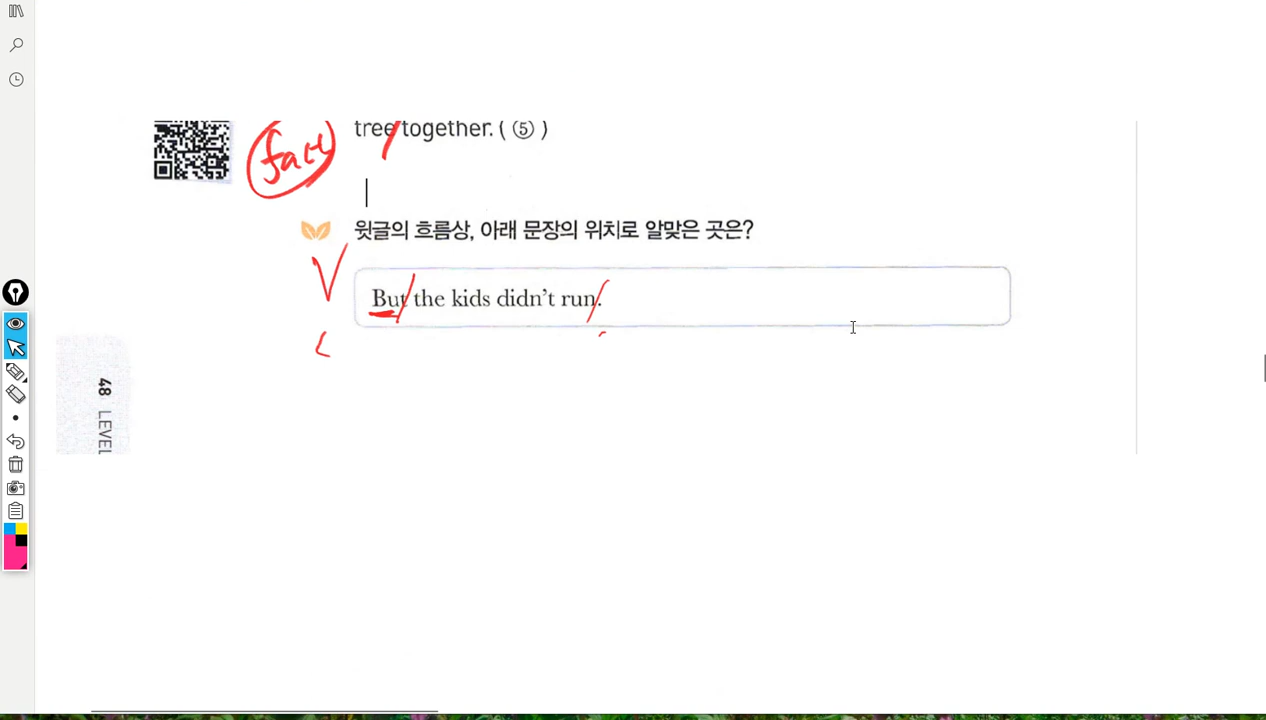 tree together. ( ⑤ )
fact
윗글의 흐름상, 아래 문장의 위치로 알맞은 곳은?
But the kids didn't run.
48 LEVEL